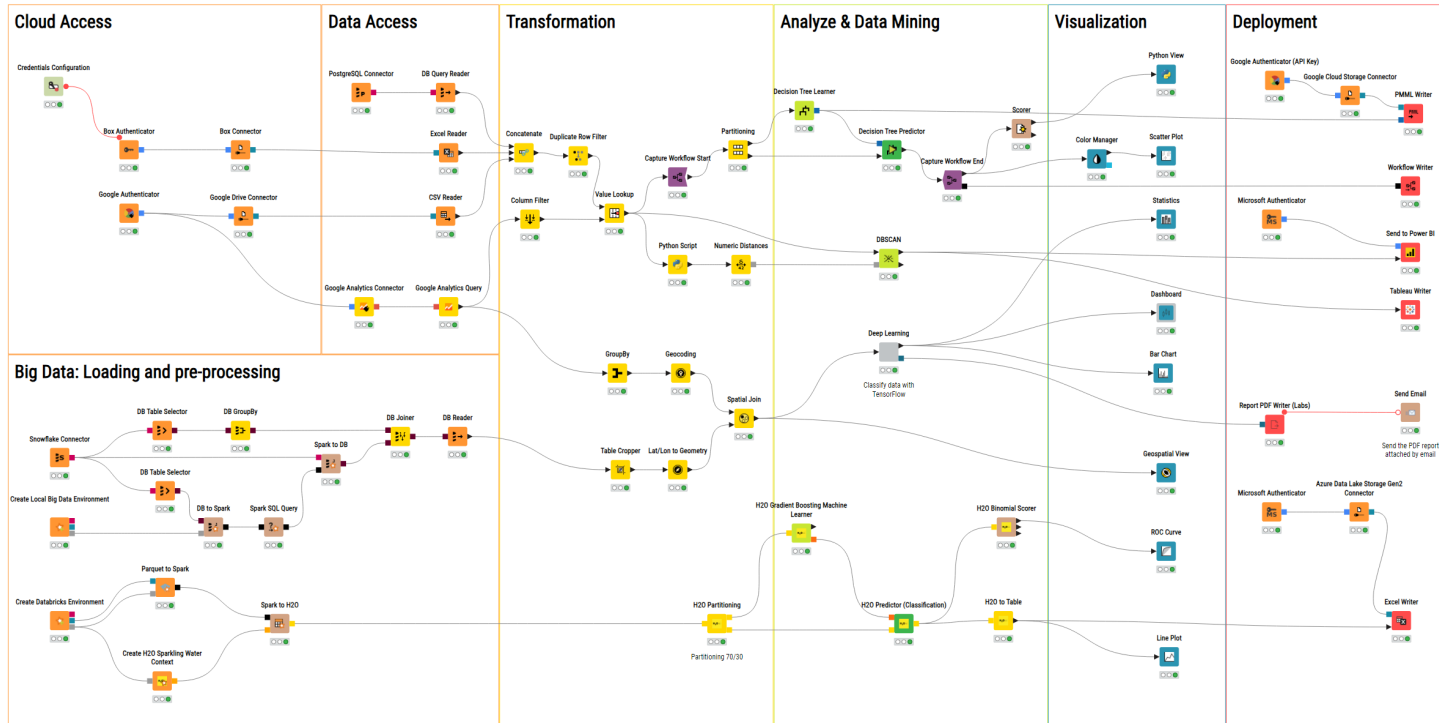 Cloud Access
Data Access
Transformation
Analyze & Data Mining
Visualization
Deployment
Credentials Configuration
Box Authenticator
Box Connector
Google Authenticator
Google Drive Connector
PostgreSQL Connector
DB Query Reader
Excel Reader
CSV Reader
Google Analytics Connector
Google Analytics Query
Concatenate
Duplicate Row Filter
Column Filter
Value Lookup
Capture Workflow Start
Partitioning
Python Script
Numeric Distances
GroupBy
Geocoding
Spatial Join
Table Cropper
Lat/Lon to Geometry
H2O Partitioning
Partitioning 70/30
Decision Tree Learner
Decision Tree Predictor
Capture Workflow End
Scorer
DBSCAN
Deep Learning
Classify data with
TensorFlow
H2O Gradient Boosting Machine
Learner
H2O Binomial Scorer
H2O Predictor (Classification)
H2O to Table
Python View
Color Manager
Scatter Plot
Statistics
Dashboard
Bar Chart
Geospatial View
ROC Curve
Line Plot
Google Authenticator (API Key)
Google Cloud Storage Connector
PMML Writer
Workflow Writer
Microsoft Authenticator
MS
Send to Power BI
Tableau Writer
Report PDF Writer (Labs)
Send Email
Send the PDF report
attached by email
Microsoft Authenticator
MS
Azure Data Lake Storage Gen2
Connector
Excel Writer
Big Data: Loading and pre-processing
Snowflake Connector
DB Table Selector
DB GroupBy
DB Joiner
DB Reader
Spark to DB
DB Table Selector
Create Local Big Data Environment
DB to Spark
Spark SQL Query
Parquet to Spark
Create Databricks Environment
Spark to H2O
Create H2O Sparkling Water
Context